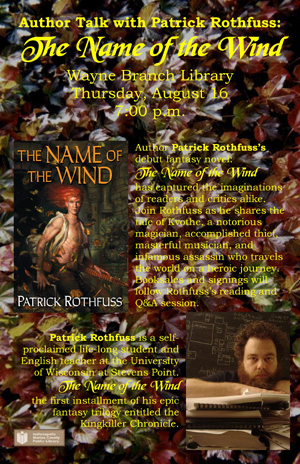 Author Talk with Patrick Rothfuss:
The Name of the Wind
Wayne Branch Library
Thursday, August 16
7:00 p.m.
THE NAME OF
THE WIND
PATRICK ROTHFUSS
Author Patrick Rothfuss's
debut fantasy novel:
The Name of the Wind
has captured the imaginations
of readers and critics alike.
Join Rothfuss as he shares the
tale of Kvothe, a notorious
magician, accomplished thief,
masterful musician, and
infamous assassin who travels
the world on a heroic journey.
Booksales and signings will
follow Rothfuss's reading and
Q&A session.
Patrick Rothfuss is a self-
proclaimed life-long student and
English teacher at the University
of Wisconsin at Stevens Point.
The Name of the Wind
the first installment of his epic
fantasy trilogy entitled the
Kingkiller Chronicle.
Indianapolis
Marion County
Public Library